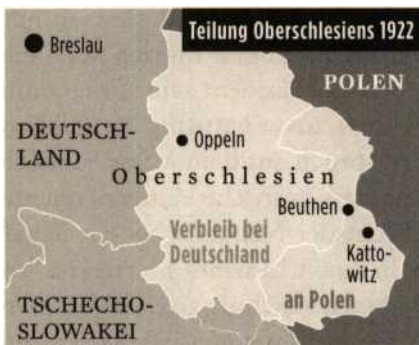 Teilung Oberschlesiens 1922
Breslau
POLEN
DEUTSCH-
LAND
Oppeln
Oberschlesien
Beuthen
Verbleib bei
Deutschland
Katto-
witz
an Polen
TSCHECHO-
SLOWAKEI